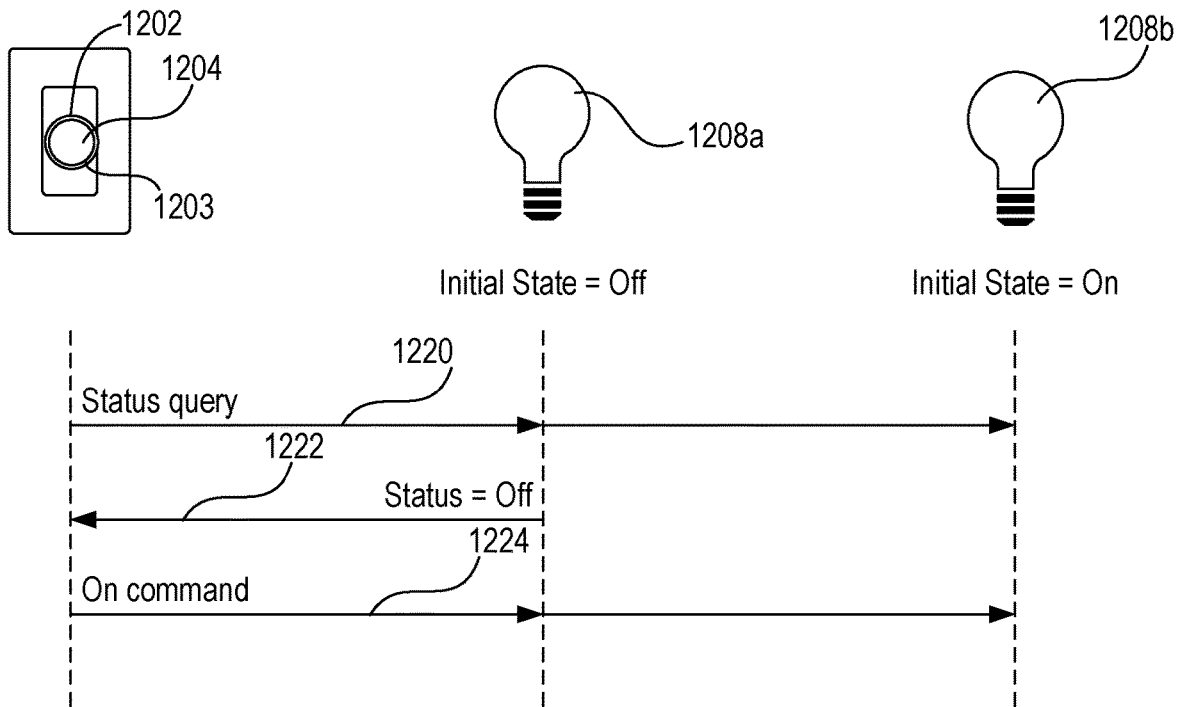 1202
1208b
1204
1208a
1203
Initial State = Off
Initial State = On
1220
Status query
1222
Status = Off
1224
On command